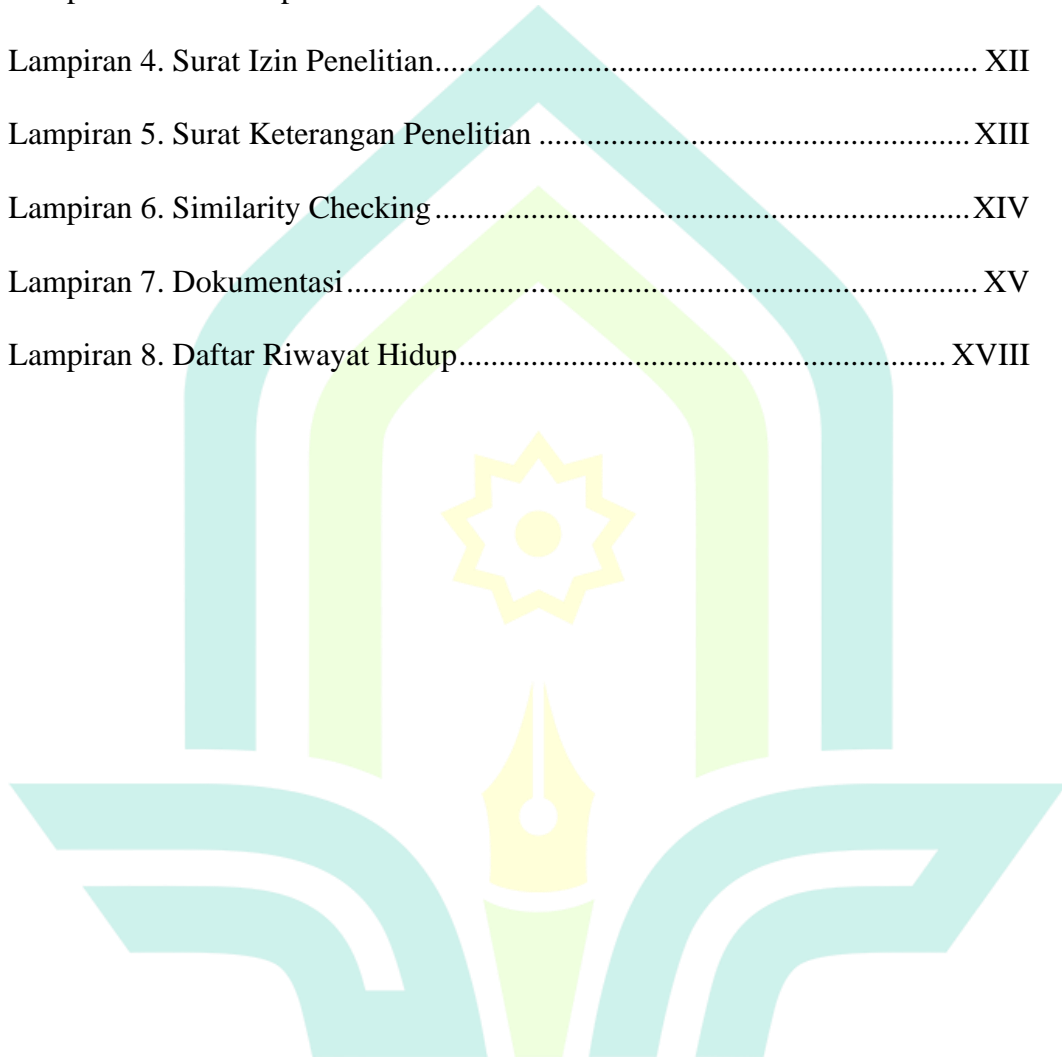 Lampiran 4. Surat Izin Penelitian.................................................................... XII
Lampiran 5. Surat Keterangan Penelitian ...................................................... XIII
Lampiran 6. Similarity Checking ................................................................... XIV
Lampiran 7. Dokumentasi............................................................................... XV
Lampiran 8. Daftar Riwayat Hidup............................................................. XVIII